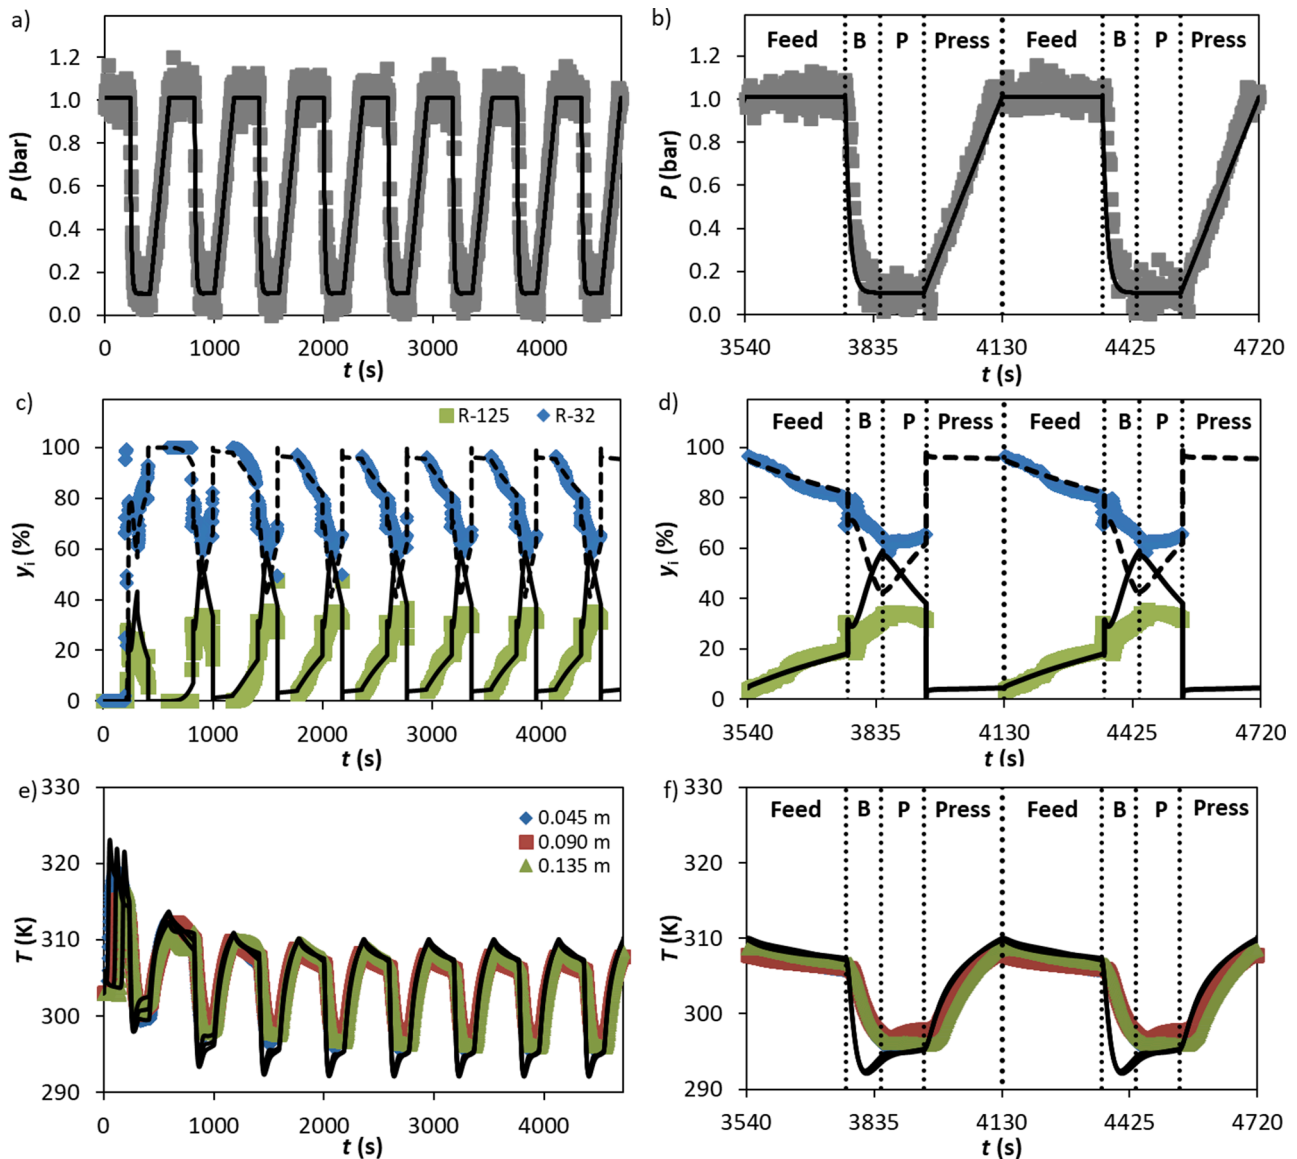 a)
1.2
1.0
0.8
0.6
0.4
0.2
0.0
P (bar)
0 1000 2000 3000 4000
t (s)
b)
Feed B P Press Feed B P Press
1.2
1.0
0.8
0.6
0.4
0.2
0.0
P (bar)
3540 3835 4130 4425 4720
t (s)
c)
R-125 R-32
100
80
60
40
20
0
yi (%)
0 1000 2000 3000 4000
t (s)
d)
Feed B P Press Feed B P Press
100
80
60
40
20
0
yi (%)
3540 3835 4130 4425 4720
t (s)
e)
330
320
310
300
290
T (K)
0.045 m
0.090 m
0.135 m
0 1000 2000 3000 4000
t (s)
f)
Feed B P Press Feed B P Press
330
320
310
300
290
T (K)
3540 3835 4130 4425 4720
t (s)